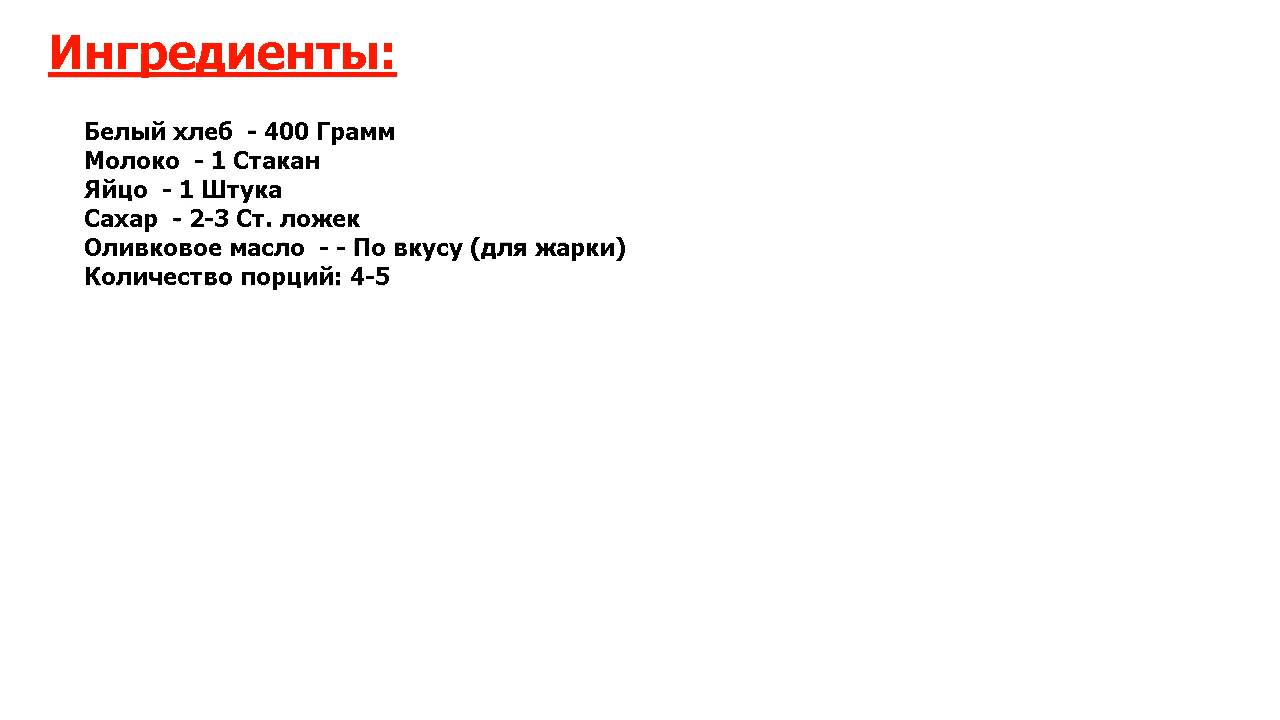 Ингредиенты:
Белый хлеб  - 400 Грамм
Молоко  - 1 Стакан
Яйцо  - 1 Штука
Сахар  - 2-3 Ст. ложек
Оливковое масло  - - По вкусу (для жарки)
Количество порций: 4-5